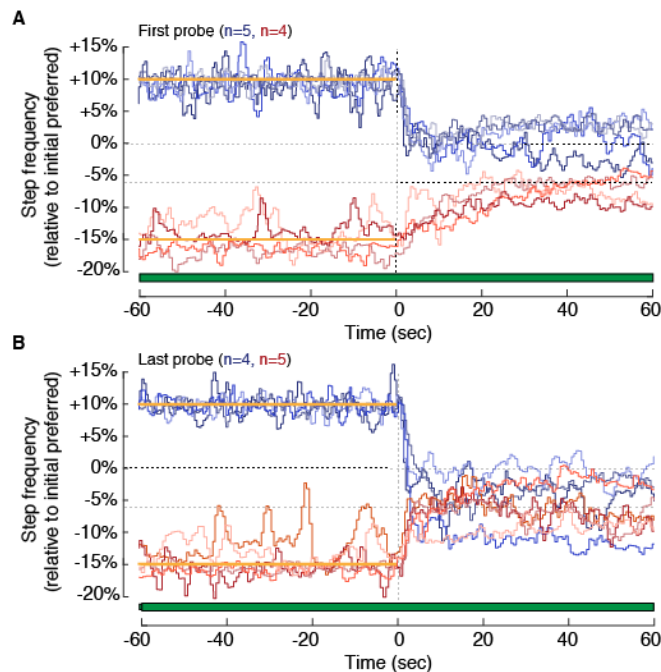 A
First probe (n=5, n=4)
Step frequency
(relative to initial preferred)
+15%
+10%
+5%
0%
-5%
-10%
-15%
-20%
-60 -40 -20 0 20 40 60
Time (sec)
B
Last probe (n=4, n=5)
Step frequency
(relative to initial preferred)
+15%
+10%
+5%
0%
-5%
-10%
-15%
-20%
-60 -40 -20 0 20 40 60
Time (sec)